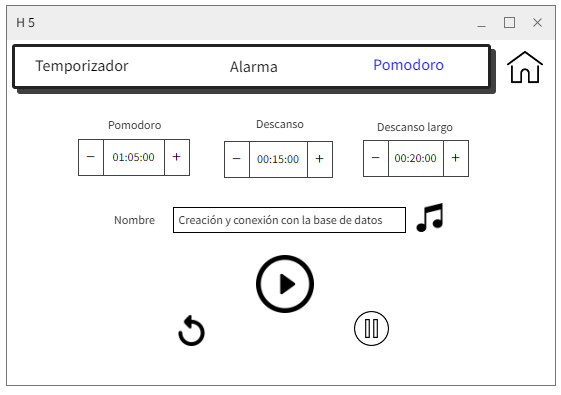 H 5
Temporizador Alarma Pomodoro
Pomodoro Descanso Descanso largo
− 01:05:00 + − 00:15:00 + − 00:20:00 +
Nombre Creación y conexión con la base de datos